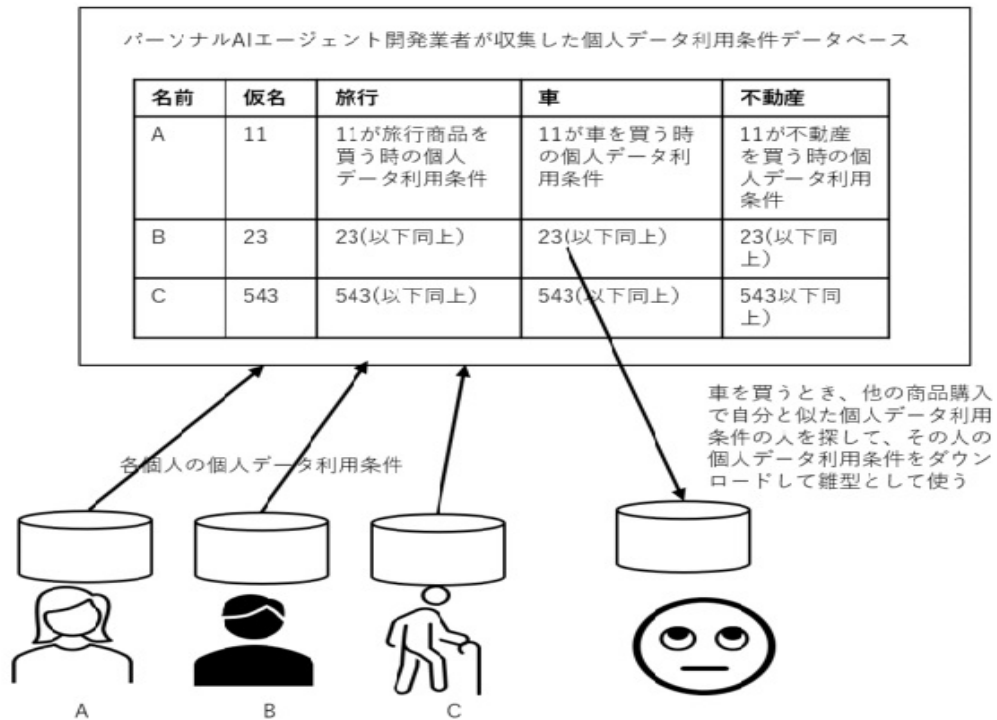 パーソナルAIエージェント開発業者が収集した個人データ利用条件データベース
名前 仮名 旅行 車 不動産
A 11 11が旅行商品を 11が車を買う時 11が不動産
買う時の個人 の個人データ利 を買う時の個
データ利用条件 用条件 人データ利用
条件
B 23 23(以下同上) 23(以下同上) 23(以下同
上)
C 543 543(以下同上) 543(以下同上) 543以下同
上)
車を買うとき、他の商品購入
で自分と似た個人データ利用
条件の人を探して、その人の
個人データ利用条件をダウン
ロードして雛型として使う
各個人の個人データ利用条件
A B C